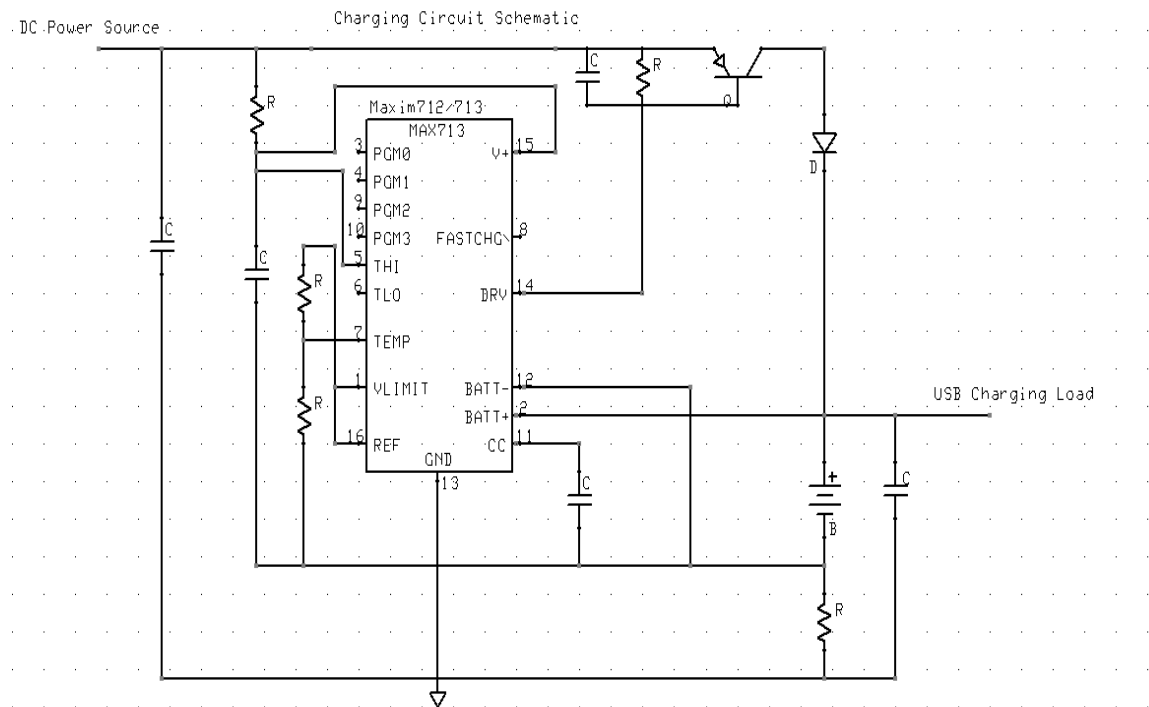 Charging Circuit Schematic
DC Power Source
C
R
R
Q
Maxim712/713
MAX713
3 PGM0 V+ 15
4 PGM1
9 PGM2
10 PGM3 FASTCHG\ 8
5 THI
6 TLO DRV 14
7 TEMP
1 VLIMIT BATT- 12
BATT+ 2
16 REF CC 11
GND
13
D
C
C
R
R
USB Charging Load
C
+
B
C
R